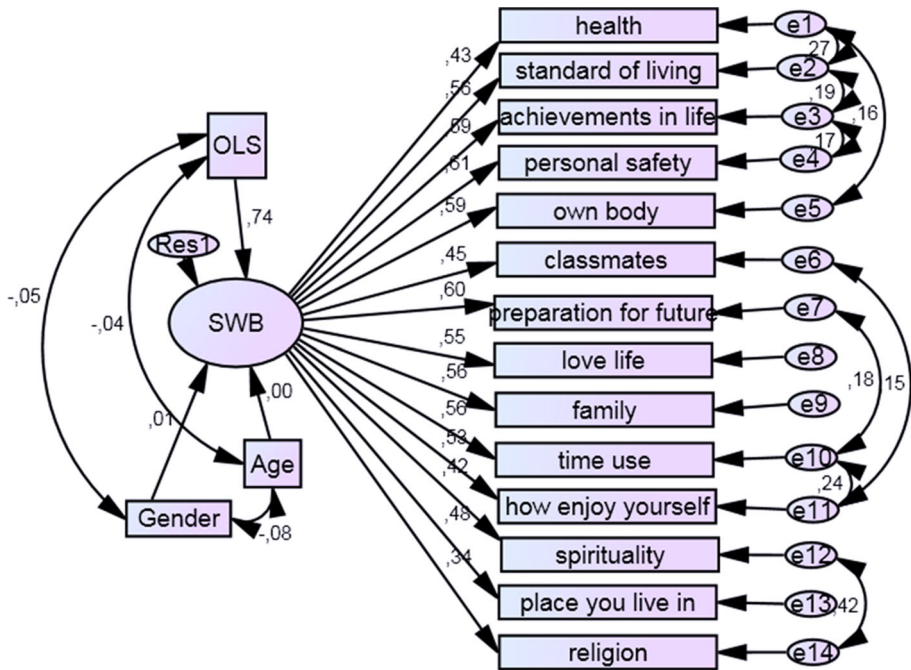 health
e1
,27
,43
standard of living
e2
,56
,19
achievements in life
e3
,16
,59
,17
OLS
personal safety
e4
,61
own body
e5
,59
,74
Res1
classmates
e6
,45
-,05
-,04
SWB
preparation for future
e7
,60
love life
e8
,55
,18
,15
,56
family
e9
,00
,01
,56
time use
e10
,53
Age
,24
,42
how enjoy yourself
e11
Gender
-,08
,48
spirituality
e12
,34
place you live in
e13
,42
religion
e14